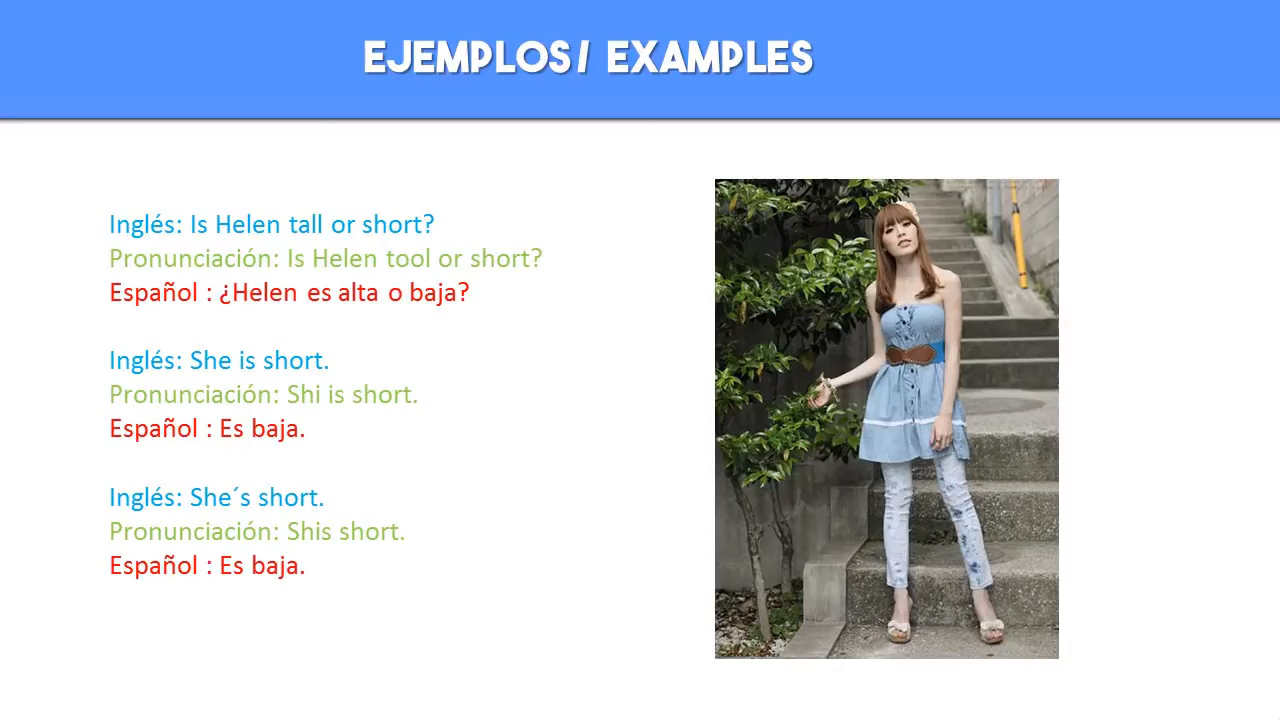 EJEMPLOS/ EXAMPLES
Inglés: Is Helen tall or short?
Pronunciación: Is Helen tool or short?
Español : ¿Helen es alta o baja?
Inglés: She is short.
Pronunciación: Shi is short.
Español : Es baja.
Inglés: She´s short.
Pronunciación: Shis short.
Español : Es baja.